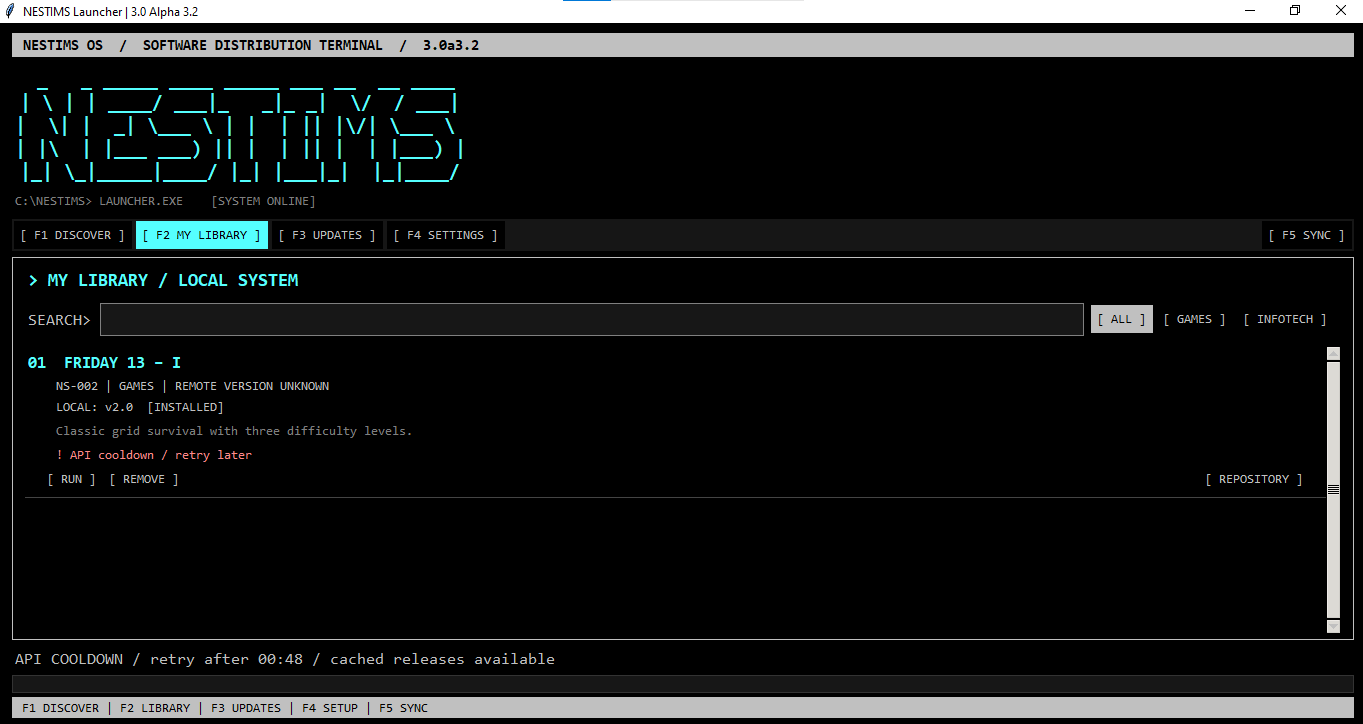 NESTIMS Launcher | 3.0 Alpha 3.2
NESTIMS OS / SOFTWARE DISTRIBUTION TERMINAL / 3.0a3.2
NESTIMS
C:\NESTIMS> LAUNCHER.EXE [SYSTEM ONLINE]
[ F1 DISCOVER ] [ F2 MY LIBRARY ] [ F3 UPDATES ] [ F4 SETTINGS ] [ F5 SYNC ]
> MY LIBRARY / LOCAL SYSTEM
SEARCH> [ ALL ] [ GAMES ] [ INFOTECH ]
01 FRIDAY 13 – I
NS-002 | GAMES | REMOTE VERSION UNKNOWN
LOCAL: v2.0 [INSTALLED]
Classic grid survival with three difficulty levels.
! API cooldown / retry later
[ RUN ] [ REMOVE ] [ REPOSITORY ]
API COOLDOWN / retry after 00:48 / cached releases available
F1 DISCOVER | F2 LIBRARY | F3 UPDATES | F4 SETUP | F5 SYNC